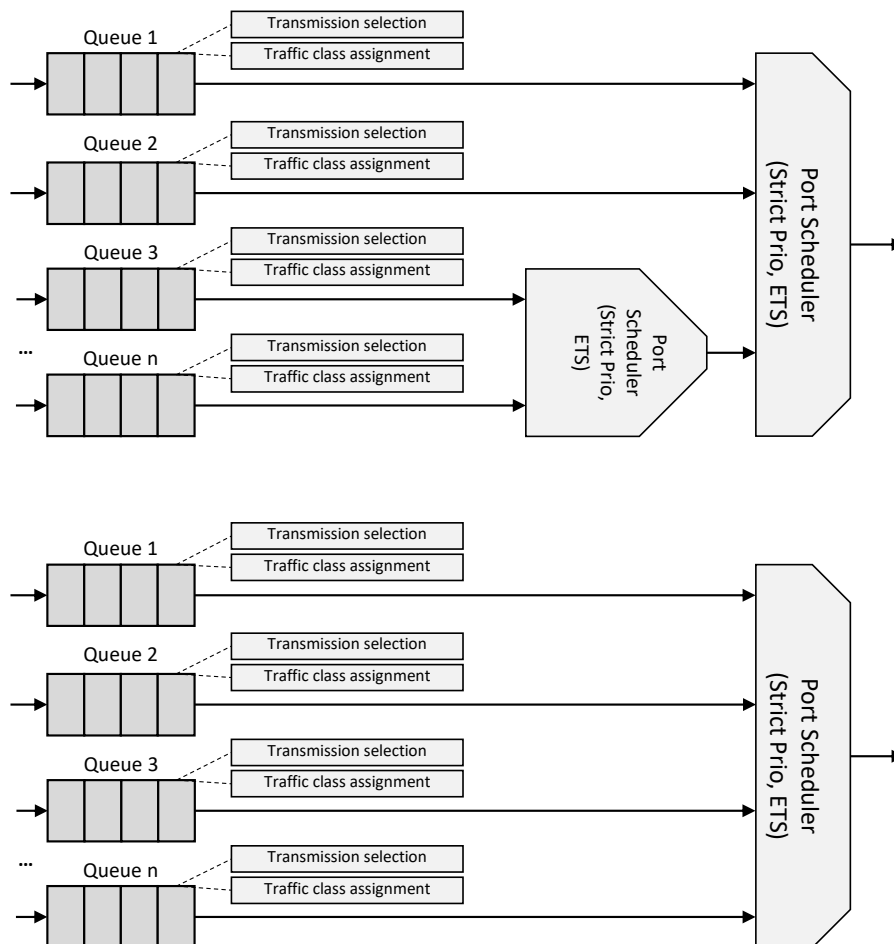 Transmission selection
Queue 1
Traffic class assignment
Transmission selection
Queue 2
Traffic class assignment
Transmission selection
Queue 3
Traffic class assignment
...
Transmission selection
Queue n
Traffic class assignment
Port
Scheduler
(Strict Prio,
ETS)
Port Scheduler
(Strict Prio, ETS)
Transmission selection
Queue 1
Traffic class assignment
Transmission selection
Queue 2
Traffic class assignment
Transmission selection
Queue 3
Traffic class assignment
...
Transmission selection
Queue n
Traffic class assignment
Port Scheduler
(Strict Prio, ETS)